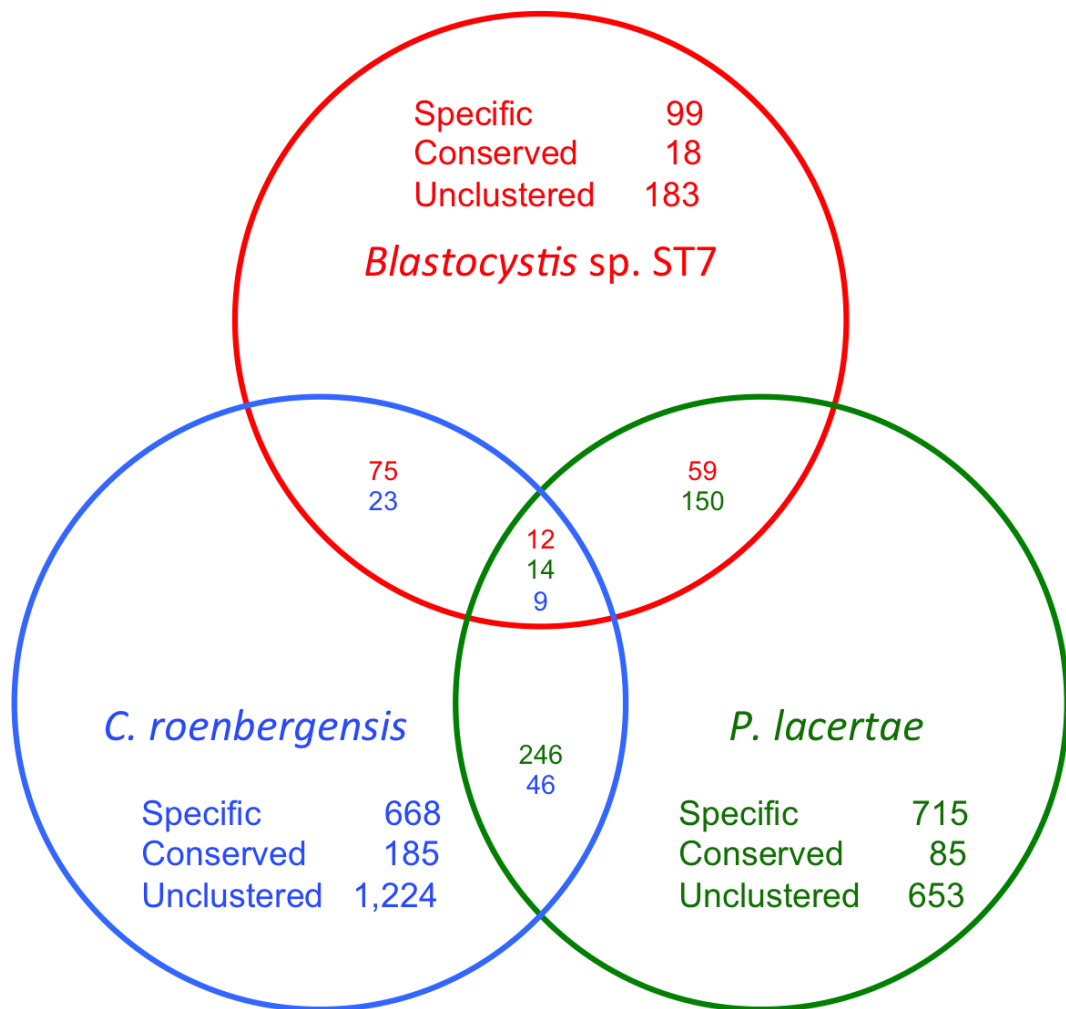 Specific 99
Conserved 18
Unclustered 183
Blastocystis sp. ST7
75
23
59
150
12
14
9
C. roenbergensis
P. lacertae
246
46
Specific 668
Conserved 185
Unclustered 1,224
Specific 715
Conserved 85
Unclustered 653